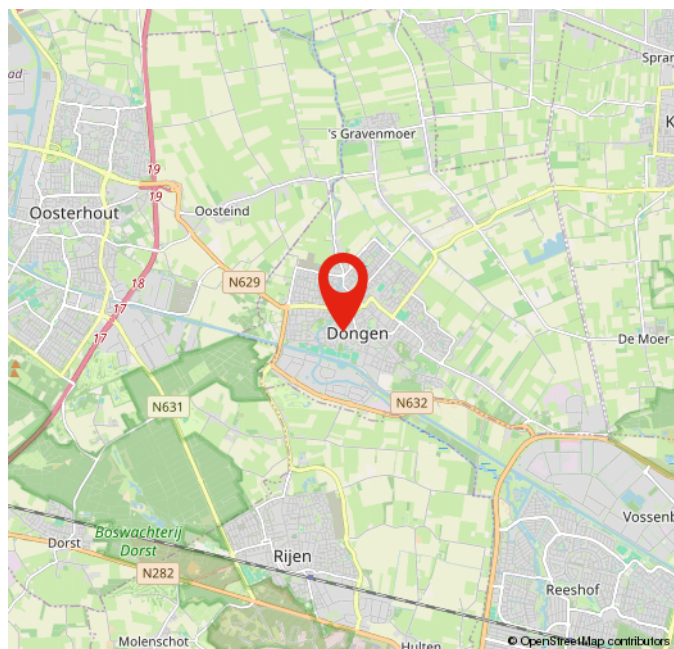 ad
Spran
's Gravenmoer
K
19
19
Oosterhout
Oosteind
N629
18
17
17
Dongen
De Moer
N631
N632
Vossenb
Boswachterij
Dorst
Dorst
Rijen
N282
Reeshof
Molenschot
Hulten
© OpenStreetMap contributors